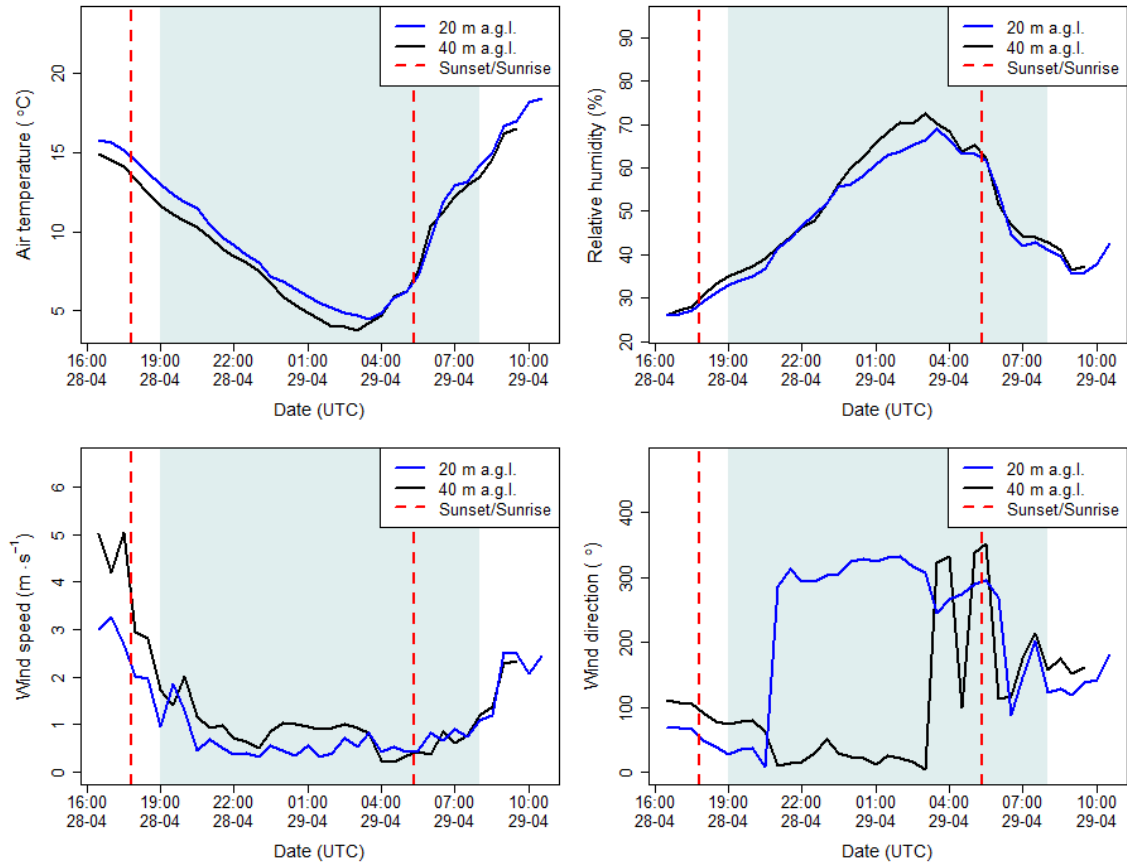 20 m a.g.l.
40 m a.g.l.
Sunset/Sunrise
Air temperature ( °C)
20
15
10
5
16:00 19:00 22:00 01:00 04:00 07:00 10:00
28-04 28-04 28-04 29-04 29-04 29-04 29-04
Date (UTC)
20 m a.g.l.
40 m a.g.l.
Sunset/Sunrise
Relative humidity (%)
90
80
70
60
50
40
30
20
16:00 19:00 22:00 01:00 04:00 07:00 10:00
28-04 28-04 28-04 29-04 29-04 29-04 29-04
Date (UTC)
20 m a.g.l.
40 m a.g.l.
Sunset/Sunrise
Wind speed (m · s⁻¹)
6
5
4
3
2
1
0
16:00 19:00 22:00 01:00 04:00 07:00 10:00
28-04 28-04 28-04 29-04 29-04 29-04 29-04
Date (UTC)
20 m a.g.l.
40 m a.g.l.
Sunset/Sunrise
Wind direction ( °)
400
300
200
100
0
16:00 19:00 22:00 01:00 04:00 07:00 10:00
28-04 28-04 28-04 29-04 29-04 29-04 29-04
Date (UTC)